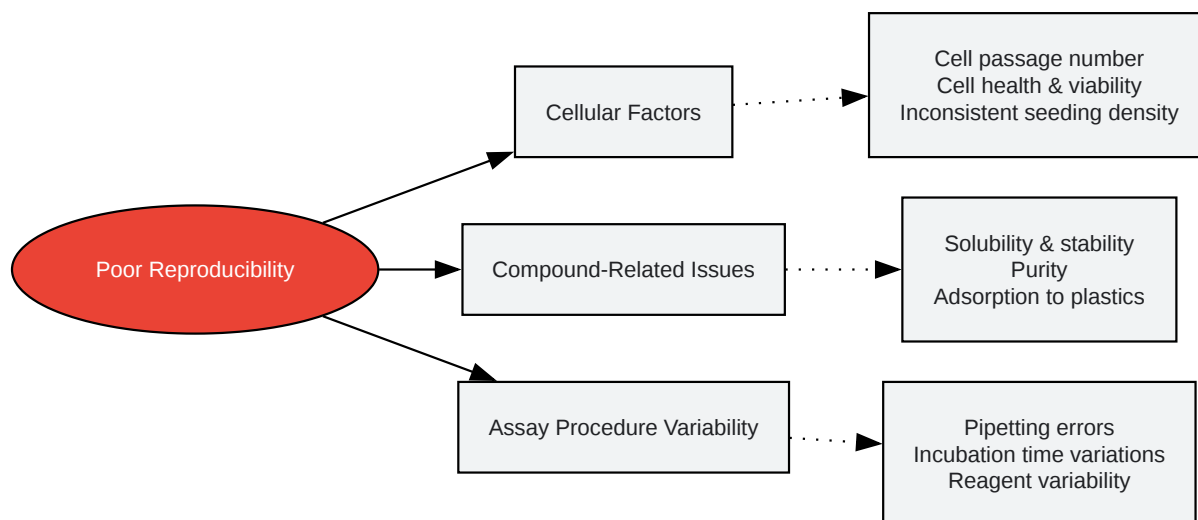 Poor Reproducibility
Cellular Factors
Cell passage number
Cell health & viability
Inconsistent seeding density
Compound-Related Issues
Solubility & stability
Purity
Adsorption to plastics
Assay Procedure Variability
Pipetting errors
Incubation time variations
Reagent variability